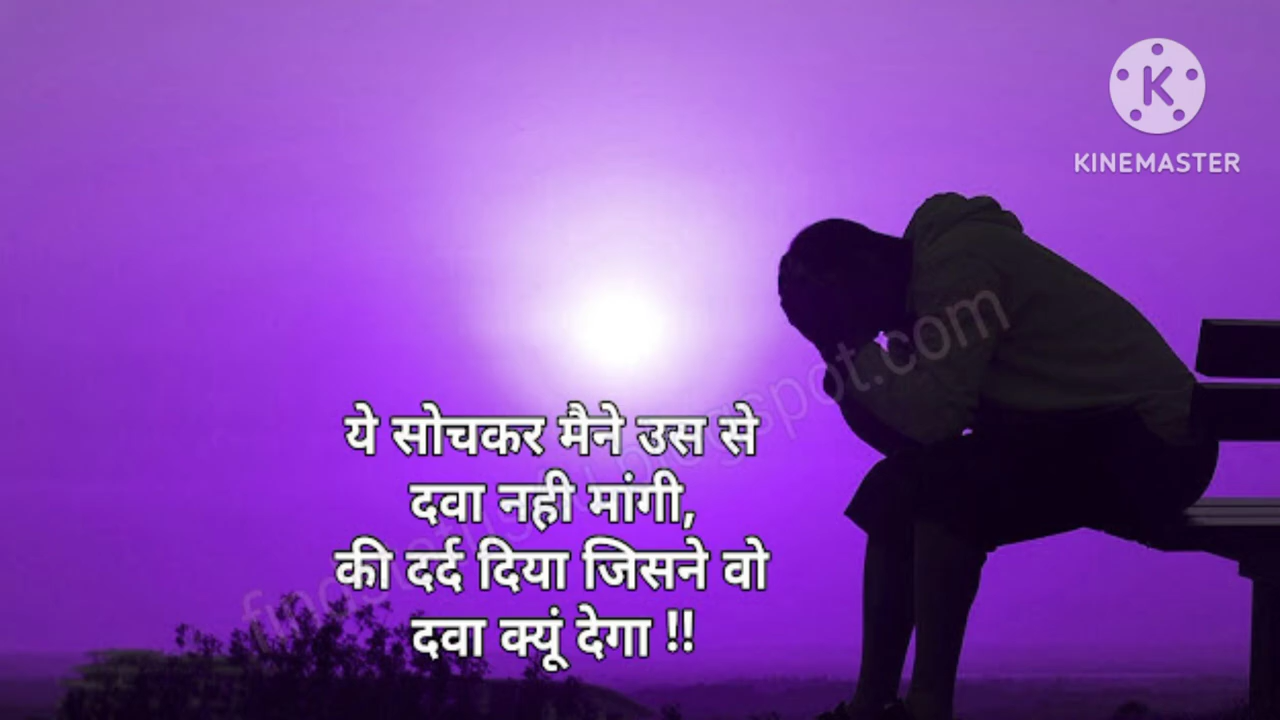 KINEMASTER
ये सोचकर मैने उस से
दवा नही मांगी,
की दर्द दिया जिसने वो
दवा क्यूं देगा !!